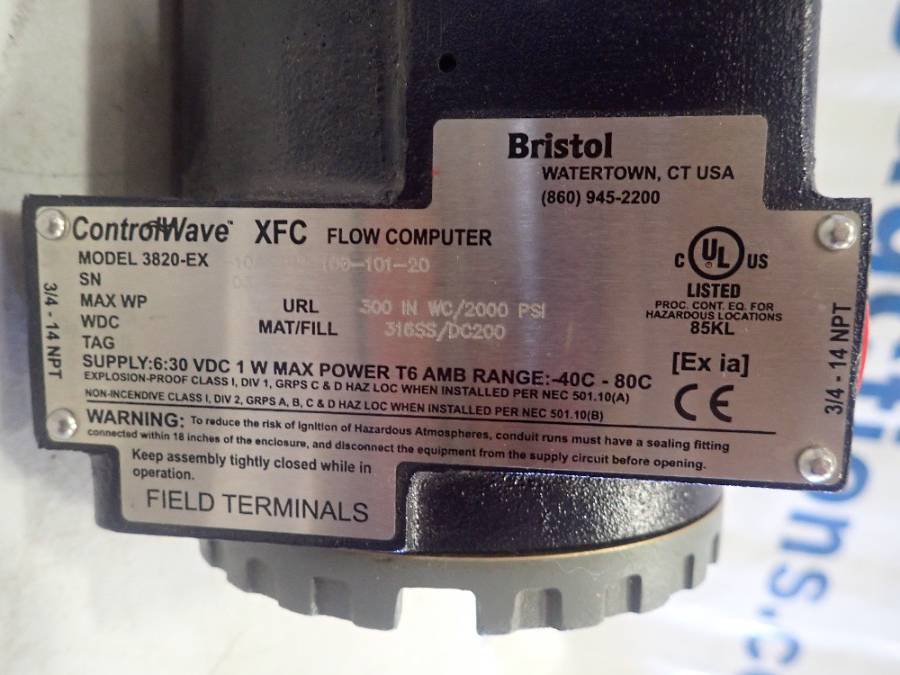 Bristol
WATERTOWN, CT USA
(860) 945-2200
ControlWave™ XFC FLOW COMPUTER
MODEL 3820-EX 100-101-20
SN
MAX WP URL 300 IN WC/2000 PSI
WDC MAT/FILL 316SS/DC200
TAG
SUPPLY:6:30 VDC 1 W MAX POWER T6 AMB RANGE:-40C - 80C
EXPLOSION-PROOF CLASS I, DIV 1, GRPS C & D HAZ LOC WHEN INSTALLED PER NEC 501.10(A)
NON-INCENDIVE CLASS I, DIV 2, GRPS A, B, C & D HAZ LOC WHEN INSTALLED PER NEC 501.10(B)
WARNING: To reduce the risk of Ignition of Hazardous Atmospheres, conduit runs must have a sealing fitting
connected within 18 inches of the enclosure, and disconnect the equipment from the supply circuit before opening.
Keep assembly tightly closed while in
operation.
FIELD TERMINALS
3/4 - 14 NPT
C UL US
LISTED
PROC. CONT. EQ. FOR
HAZARDOUS LOCATIONS
85KL
[Ex ia]
CE
3/4 - 14 NPT